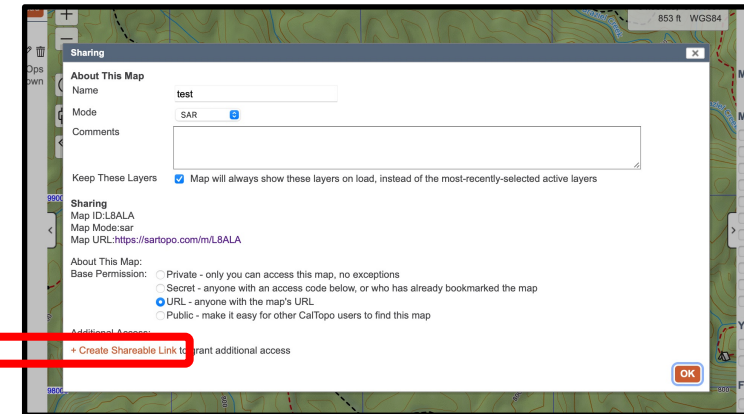 853 ft WGS84
Sharing
Ops
own
About This Map
Name test
Mode SAR
Comments
Keep These Layers Map will always show these layers on load, instead of the most-recently-selected active layers
9900
Sharing
Map ID:L8ALA
Map Mode:sar
Map URL:https://sartopo.com/m/L8ALA
About This Map:
Base Permission: Private - only you can access this map, no exceptions
Secret - anyone with an access code below, or who has already bookmarked the map
URL - anyone with the map's URL
Public - make it easy for other CalTopo users to find this map
Additional Access:
+ Create Shareable Link to grant additional access
OK
9800
800